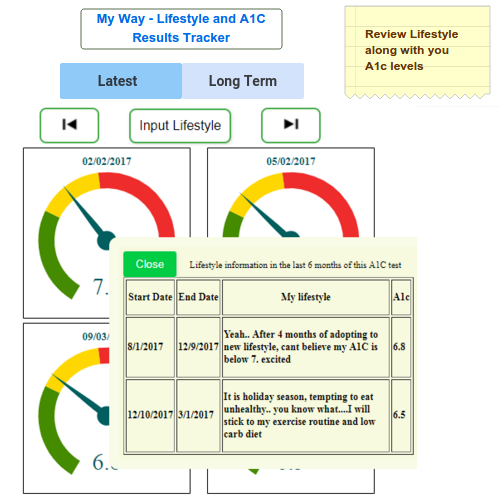 My Way - Lifestyle and A1C
Results Tracker
Review Lifestyle
along with you
A1c levels
Latest
Long Term
Input Lifestyle
02/02/2017
05/02/2017
7.
Close
Lifestyle information in the last 6 months of this A1C test
Start Date End Date My lifestyle A1c
8/1/2017 12/9/2017 Yeah.. After 4 months of adopting to
new lifestyle, cant believe my A1C is
below 7. excited
6.8
12/10/2017 3/1/2017 It is holiday season, tempting to eat
unhealthy.. you know what....I will
stick to my exercise routine and low
carb diet
6.5
09/03/
6.